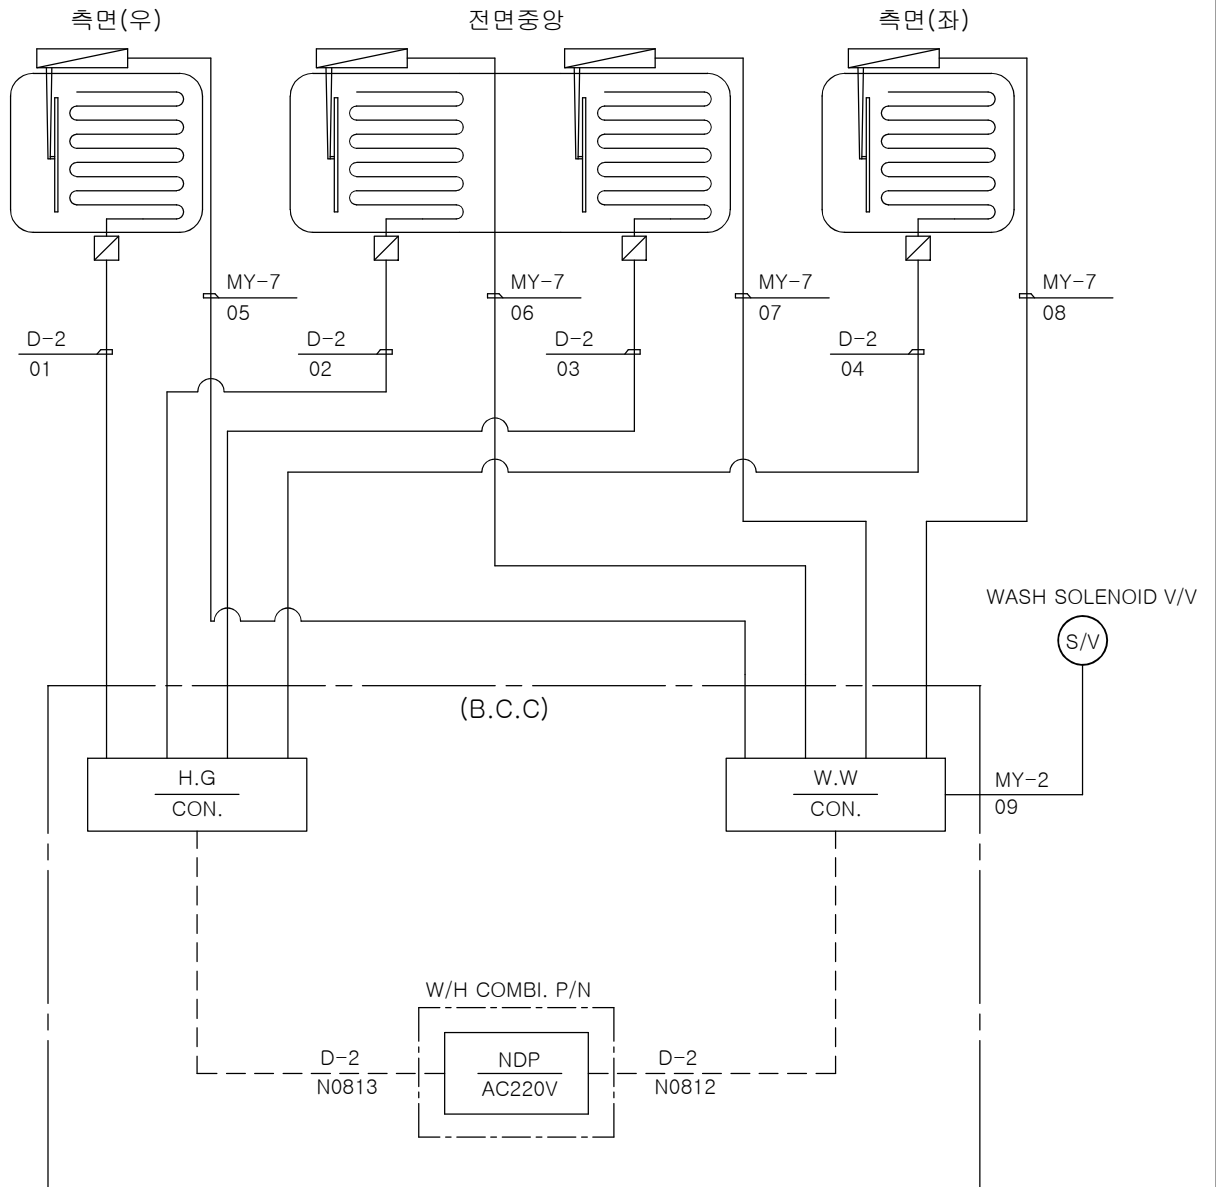 측면(우)
전면중앙
측면(좌)
MY-7
05
MY-7
06
MY-7
07
MY-7
08
D-2
01
D-2
02
D-2
03
D-2
04
WASH SOLENOID V/V
S/V
(B.C.C)
H.G
CON.
W.W
CON.
MY-2
09
W/H COMBI. P/N
D-2
N0813
NDP
AC220V
D-2
N0812